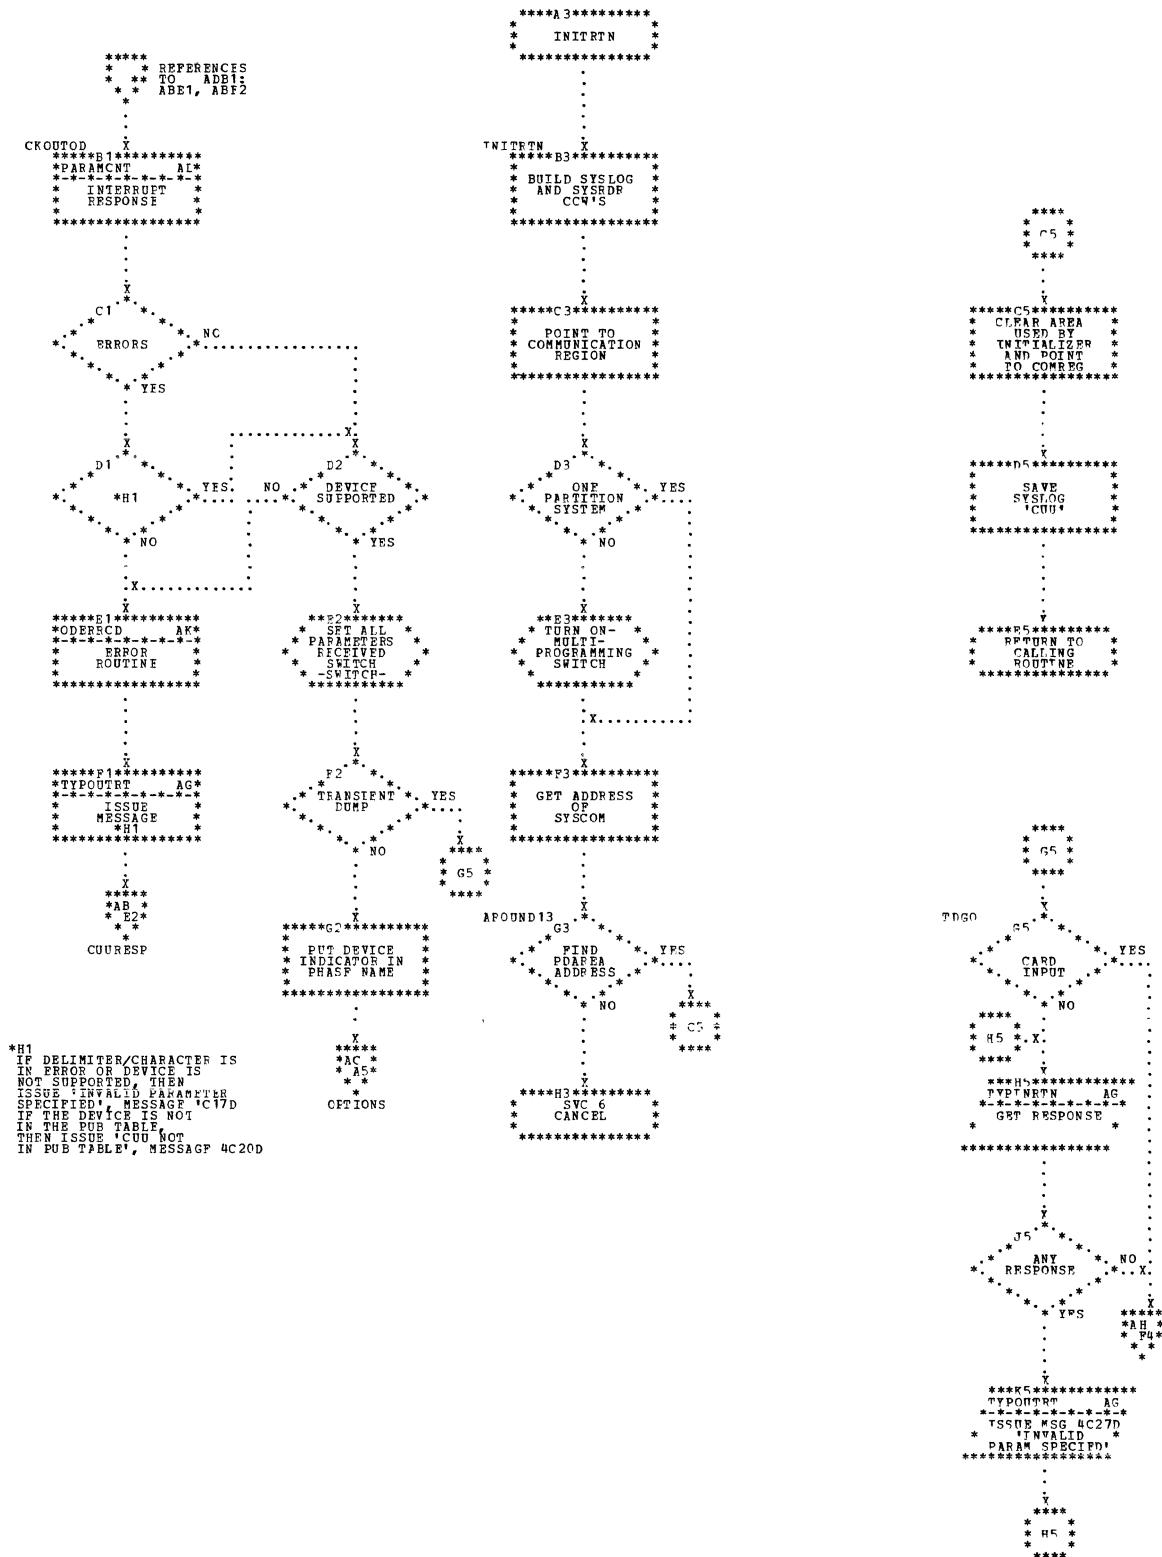 A3
INITRTN
REFERENCES
TO ADB1:
ABE1, ABF2
CKOUTOD
B1
PARAMCNT AL
INTERRUPT
RESPONSE
C1
ERRORS
NO
YES
D1
*H1
YES
NO
E1
ODERRCD AK
ERROR
ROUTINE
F1
TYPOUTRT AG
ISSUE
MESSAGE
*H1
AB
E2
CUURESP
*H1
IF DELIMITER/CHARACTER IS
IN ERROR OR DEVICE IS
NOT SUPPORTED, THEN
ISSUE 'INVALID PARAMETER
SPECIFIED', MESSAGE 'C17D
IF THE DEVICE IS NOT
IN THE PUB TABLE,
THEN ISSUE 'CUU NOT
IN PUB TABLE', MESSAGE 4C20D
D2
DEVICE
SUPPORTED
NO
YES
E2
SET ALL
PARAMETERS
RECEIVED
SWITCH
-SWITCH-
F2
TRANSIENT
DUMP
YES
NO
G5
G2
PUT DEVICE
INDICATOR IN
PHASE NAME
AC
A5
OPTIONS
INITRTN
B3
BUILD SYSLOG
AND SYSRDR
CCW'S
C3
POINT TO
COMMUNICATION
REGION
D3
ONE
PARTITION
SYSTEM
YES
NO
E3
TURN ON-
MULTI-
PROGRAMMING
SWITCH
F3
GET ADDRESS
OF
SYSCOM
AROUND13
G3
FIND
PDAREA
ADDRESS
YES
NO
C5
H3
SVC 6
CANCEL
C5
C5
CLEAR AREA
USED BY
INITIALIZER
AND POINT
TO COMREG
D5
SAVE
SYSLOG
'CUU'
E5
RETURN TO
CALLING
ROUTINE
G5
TDGO
G5
CARD
INPUT
YES
NO
H5
H5
TYPINRTN AG
GET RESPONSE
J5
ANY
RESPONSE
NO
YES
AH
F4
K5
TYPOUTRT AG
ISSUE MSG 4C27D
'INVALID
PARAM SPECIFD'
H5